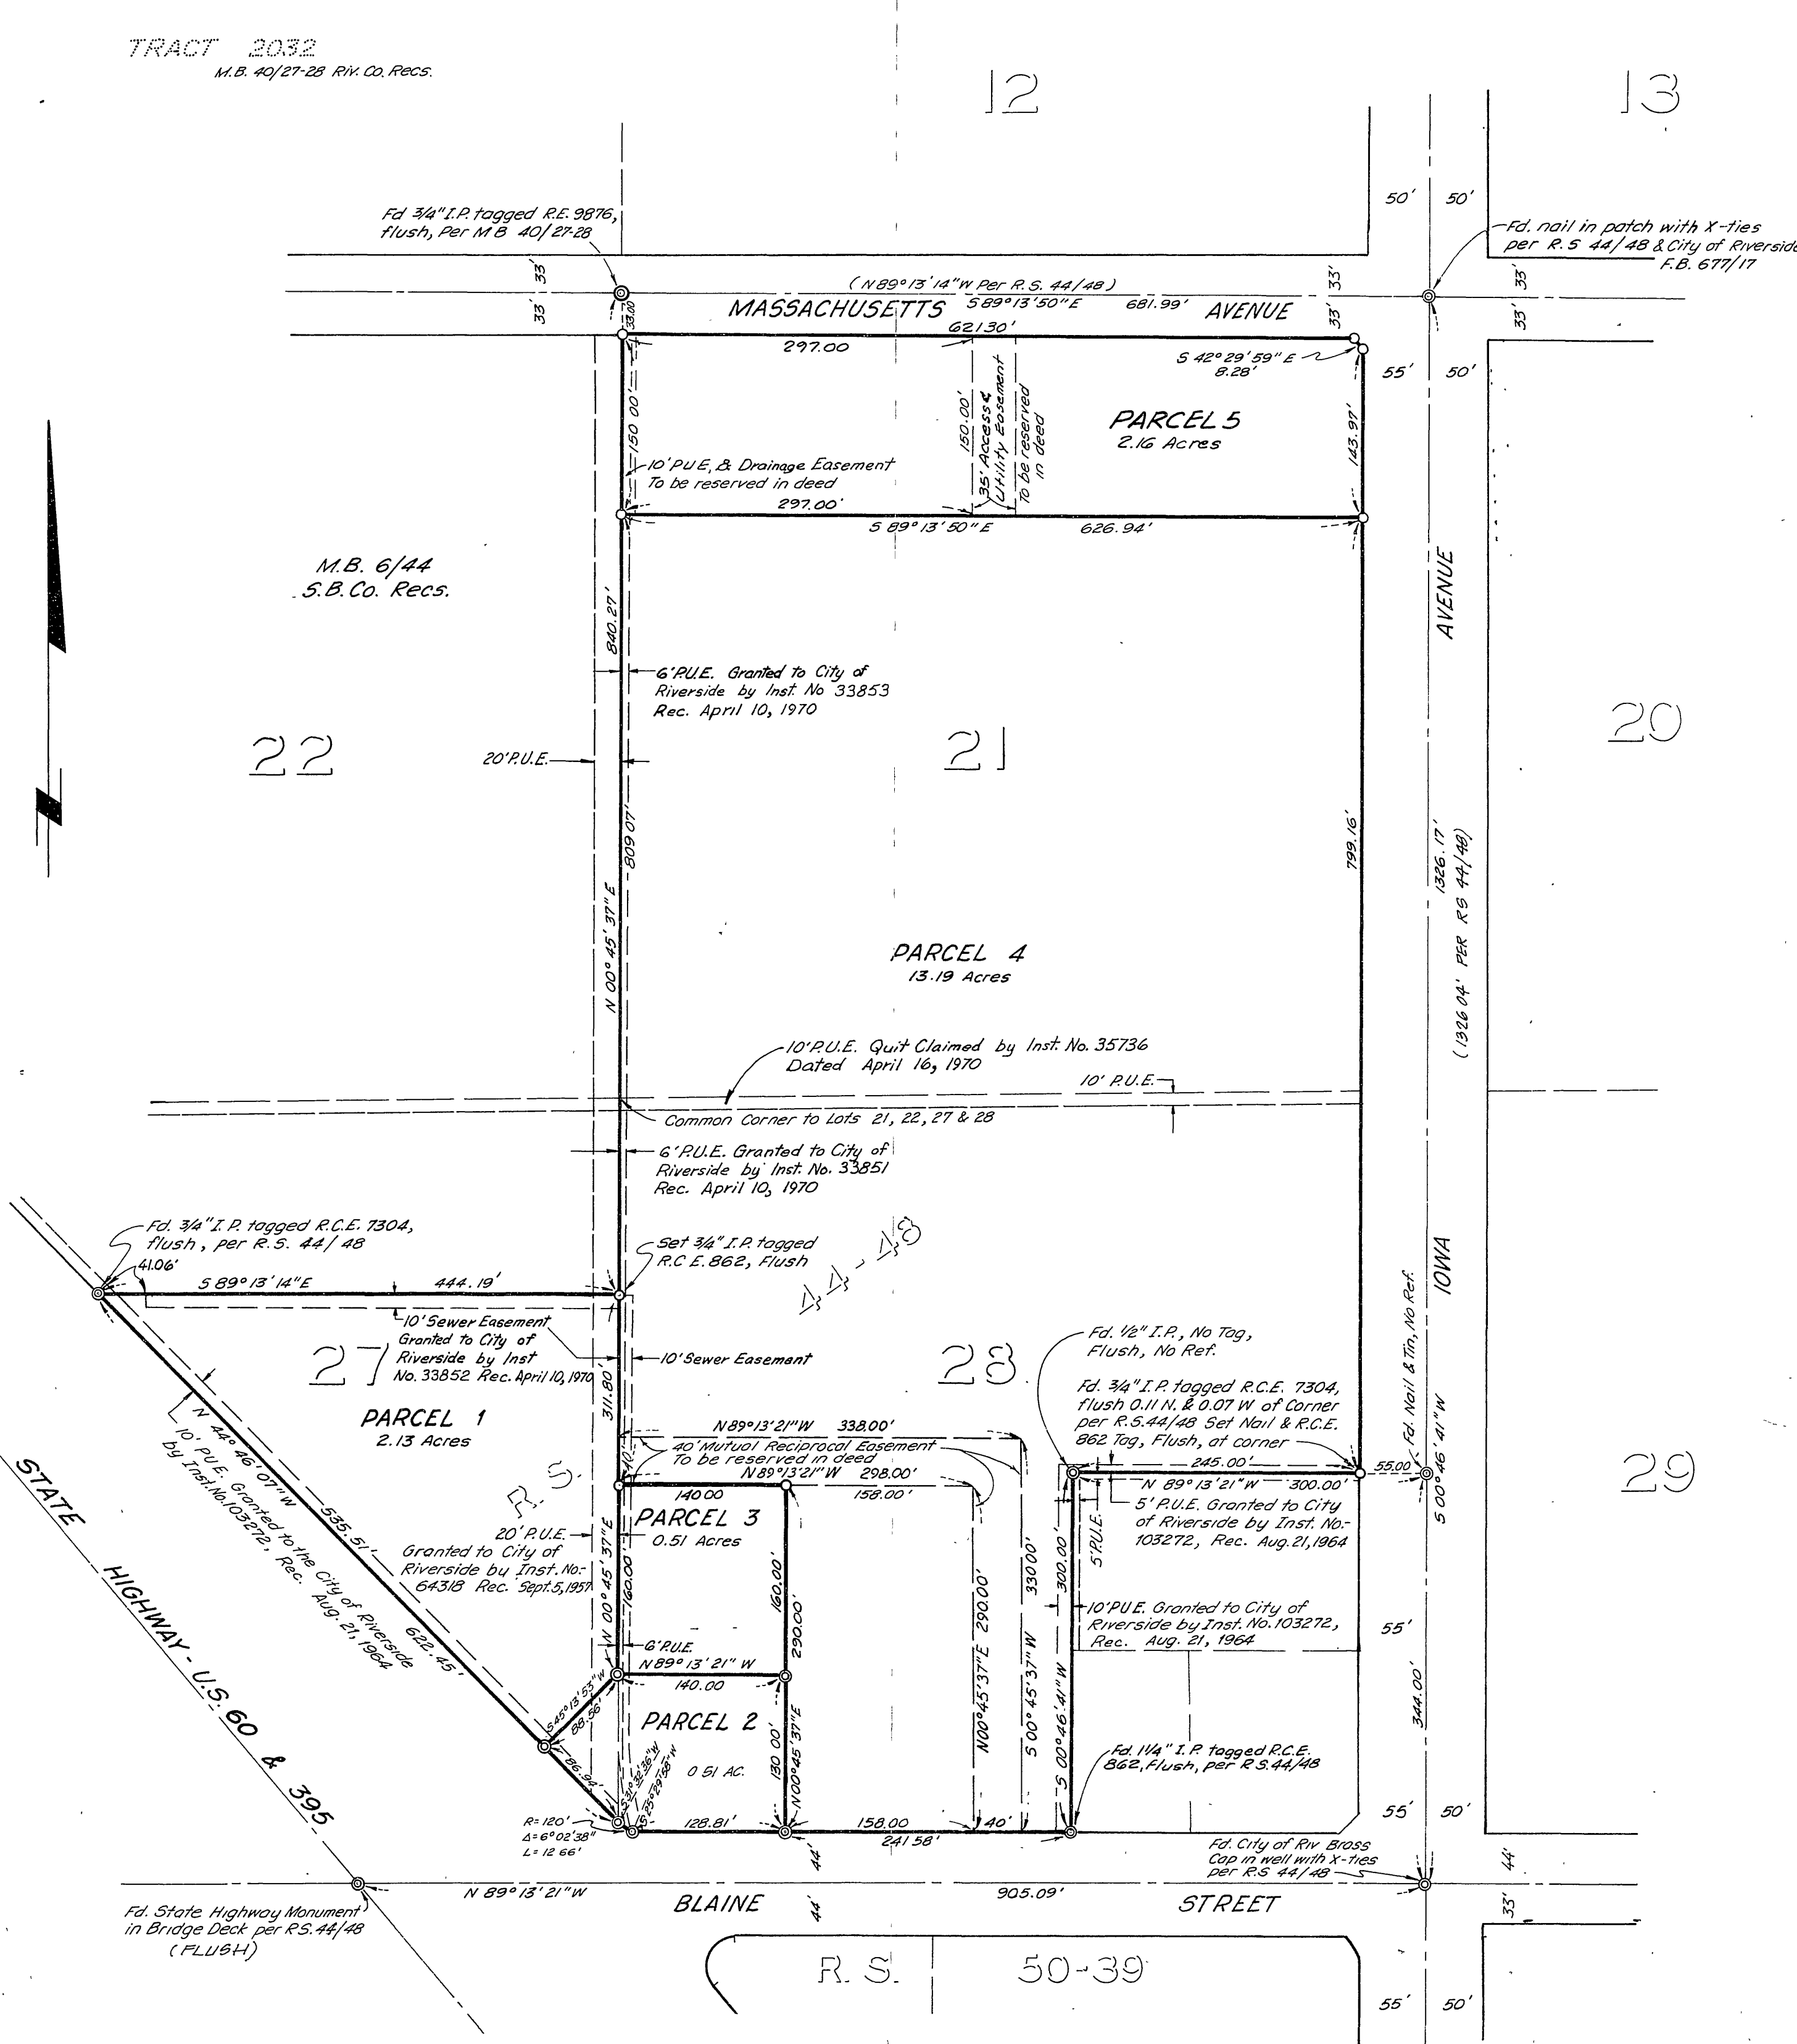 TRACT 2032
M.B. 40/27-28 Riv. Co. Recs.
12
13
50'
50'
Fd 3/4" I.P. tagged R.E. 9876,
flush, Per M B 40/27-28
Fd. nail in patch with X-ties
per R.S 44/48 & City of Riverside
F.B. 677/17
33'
33'
33'
33'
33'
33'
(N89°13'14"W Per R.S. 44/48)
MASSACHUSETTS
S89°13'50"E
681.99'
AVENUE
33.00
62130'
297.00
S 42°29'59" E
8.28'
55'
50'
150 00'
150.00'
35' Access &
Utility Easement
To be reserved
in deed
PARCEL 5
2.16 Acres
143.97'
10' PUE, & Drainage Easement
To be reserved in deed
297.00'
S 89°13'50"E
626.94'
M.B. 6/44
S.B. Co. Recs.
AVENUE
840.27'
6' P.U.E. Granted to City of
Riverside by Inst. No 33853
Rec. April 10, 1970
22
20' P.U.E.
21
20
809 07'
799.16'
1326.17'
(1326 04' PER RS 44/48)
N 00° 45' 37" E
PARCEL 4
13.19 Acres
10' P.U.E. Quit Claimed by Inst. No. 35736
Dated April 16, 1970
10' P.U.E.
Common Corner to Lots 21, 22, 27 & 28
6' P.U.E. Granted to City of
Riverside by Inst. No. 33851
Rec. April 10, 1970
Fd. 3/4" I.P. tagged R.C.E. 7304,
flush, per R.S. 44/48
41.06'
Set 3/4" I.P. tagged
R.C E. 862, Flush
44-48
IOWA
S 89°13'14"E
444.19'
Fd. Nail & Tin, No Ref.
10' Sewer Easement
Granted to City of
Riverside by Inst
No. 33852 Rec. April 10, 1970
27
10' Sewer Easement
28
Fd. 1/2" I.P., No Tag,
Flush, No Ref.
311.80'
Fd. 3/4" I.P. tagged R.C.E. 7304,
flush 0.11 N. & 0.07 W of Corner
per R.S. 44/48 Set Nail & R.C.E.
862 Tag, Flush, at corner
PARCEL 1
2.13 Acres
N 89°13'21"W 338.00'
40' Mutual Reciprocal Easement
To be reserved in deed
N 89°13'21"W 298.00'
245.00'
55.00
N 89°13'21"W 300.00'
S 00° 46' 41" W
29
N 44° 46' 07" W
10' PUE. Granted to the City of Riverside
by Inst. No. 103272, Rec. Aug. 21, 1964
535.51'
622.45'
R. S.
140.00
158.00'
PARCEL 3
0.51 Acres
5' P.U.E.
5' P.U.E. Granted to City
of Riverside by Inst. No.-
103272, Rec. Aug. 21, 1964
20' P.U.E.
Granted to City of
Riverside by Inst. No.-
64318 Rec. Sept. 5, 1957
N 00° 45' 37" E
160.00'
160.00'
290.00'
N00°45'37"E 290.00'
33000'
S 00° 45'37" W
300.00'
S 00°46'41" W
STATE
HIGHWAY - U.S. 60 & 395
10' PUE. Granted to City of
Riverside by Inst. No. 103272,
Rec. Aug. 21, 1964
55'
6' P.U.E.
N 89°13'21" W
140.00
S45°13'53"W
88.56'
PARCEL 2
0 51 AC.
130 00'
N00°45'37"E
344.00'
Fd. 1 1/4" I.P. tagged R.C.E.
862, Flush, per R.S. 44/48
86.94'
S 31°32'36"W
S 25°29'58"W
R=120'
Δ=6°02'38"
L=12 66'
128.81'
158.00
40'
241 58'
55'
50'
44'
44'
Fd. City of Riv Brass
Cap in well with X-ties
per R.S 44/48
44'
33'
N 89°13'21"W
BLAINE
905.09'
STREET
Fd. State Highway Monument
in Bridge Deck per R.S. 44/48
(FLUSH)
R. S. 50-39
55'
50'